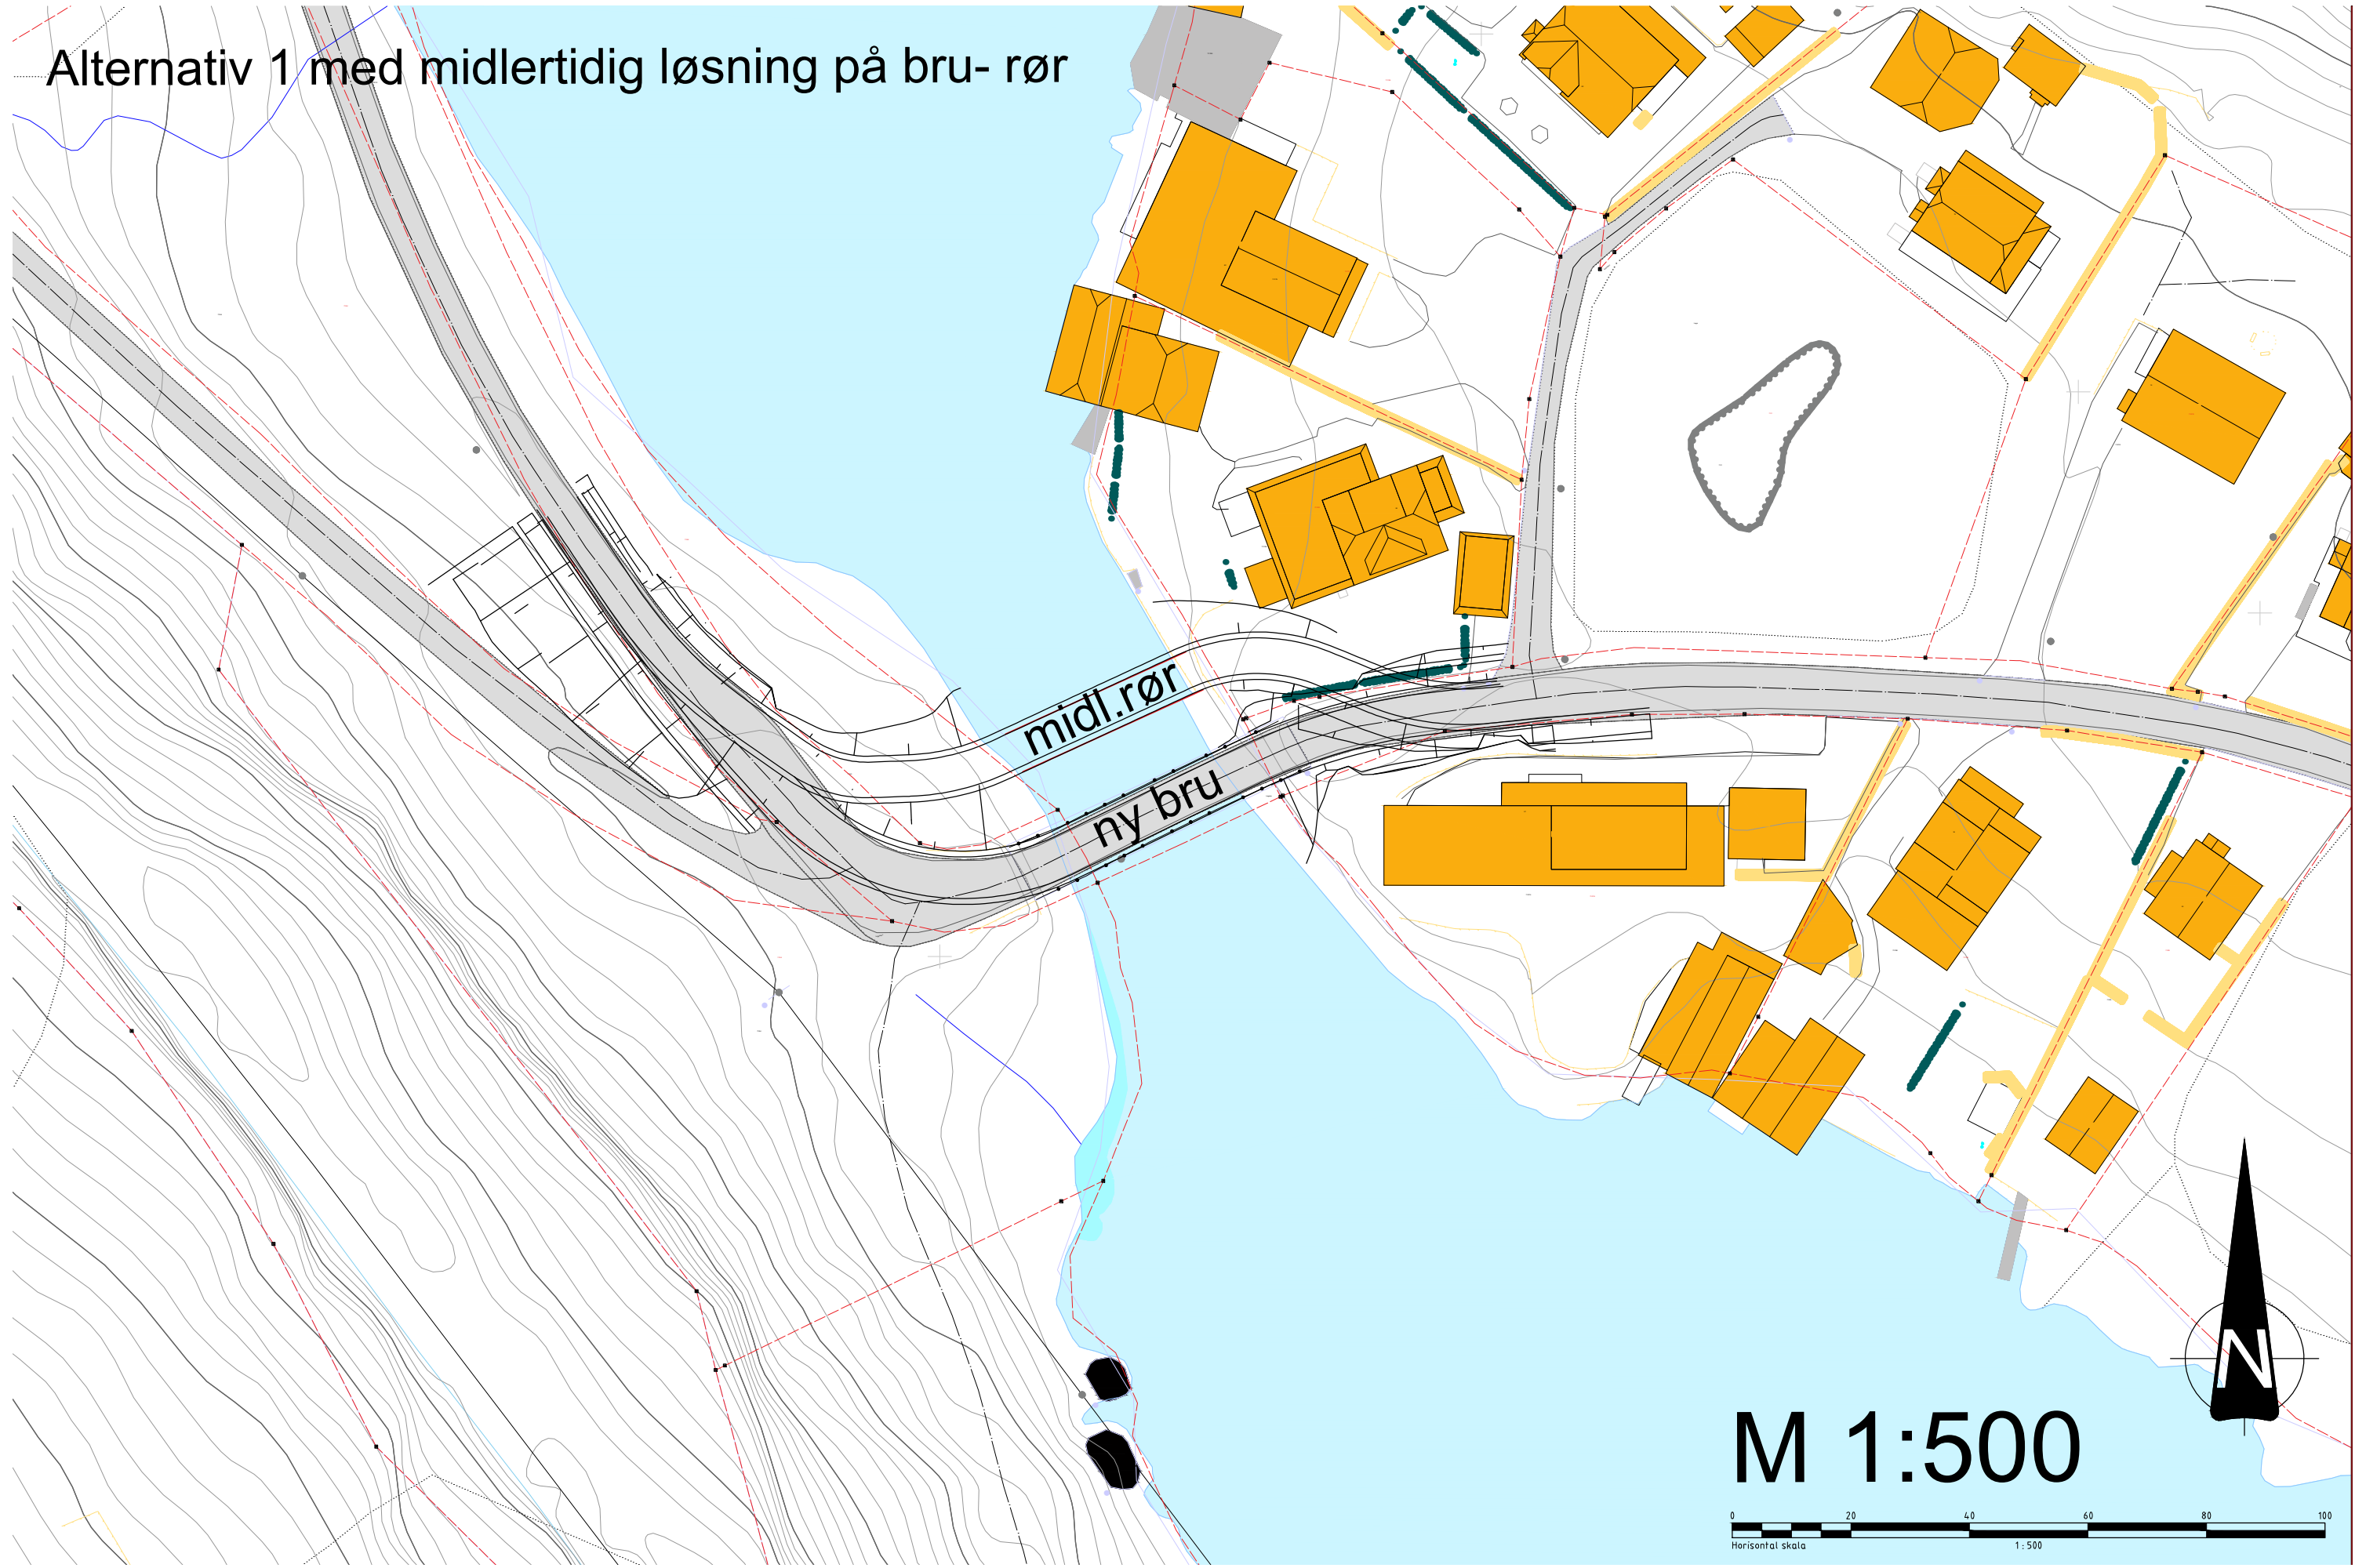 Alternativ 1 med midlertidig løsning på bru- rør
midl.rør
ny bru
N
M 1:500
0 20 40 60 80 100
Horisontal skala 1:500